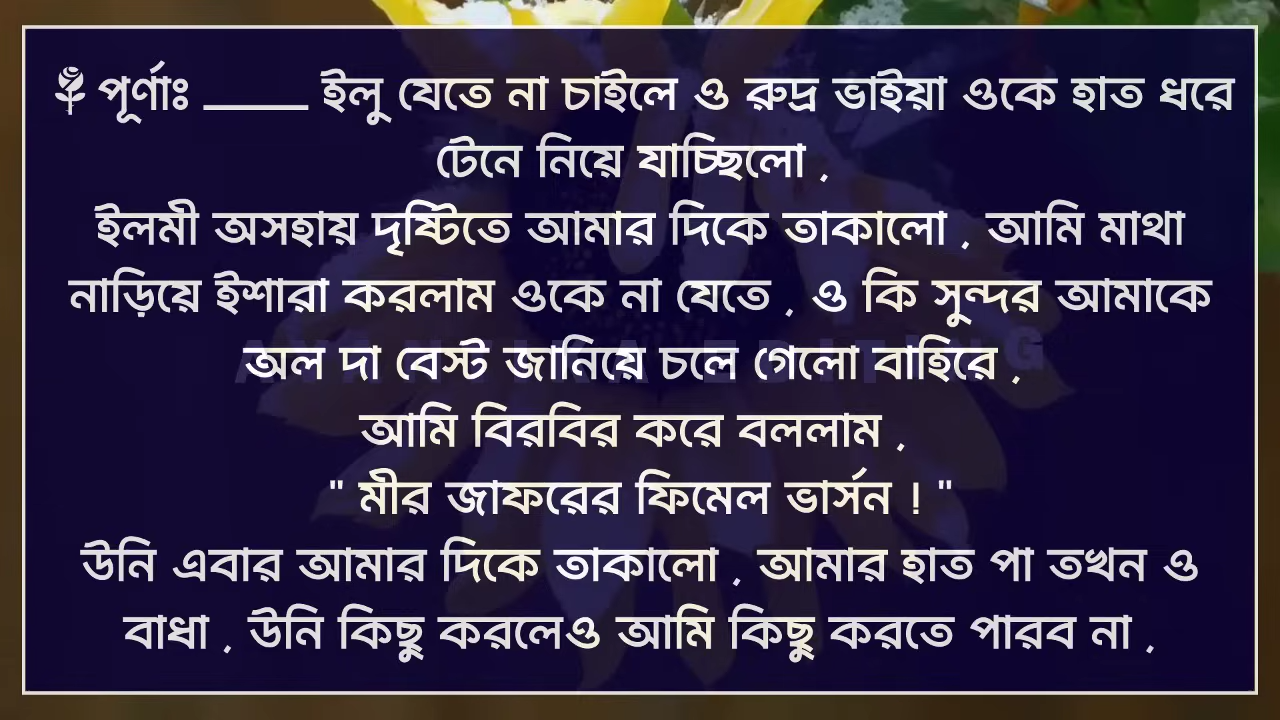 পূর্ণাঃ _____ ইলু যেতে না চাইলে ও রুদ্র ভাইয়া ওকে হাত ধরে
টেনে নিয়ে যাচ্ছিলো .
ইলমী অসহায় দৃষ্টিতে আমার দিকে তাকালো , আমি মাথা
নাড়িয়ে ইশারা করলাম ওকে না যেতে , ও কি সুন্দর আমাকে
অল দা বেস্ট জানিয়ে চলে গেলো বাহিরে .
আমি বিরবির করে বললাম .
" মীর জাফরের ফিমেল ভার্সন ! "
উনি এবার আমার দিকে তাকালো , আমার হাত পা তখন ও
বাধা , উনি কিছু করলেও আমি কিছু করতে পারব না .